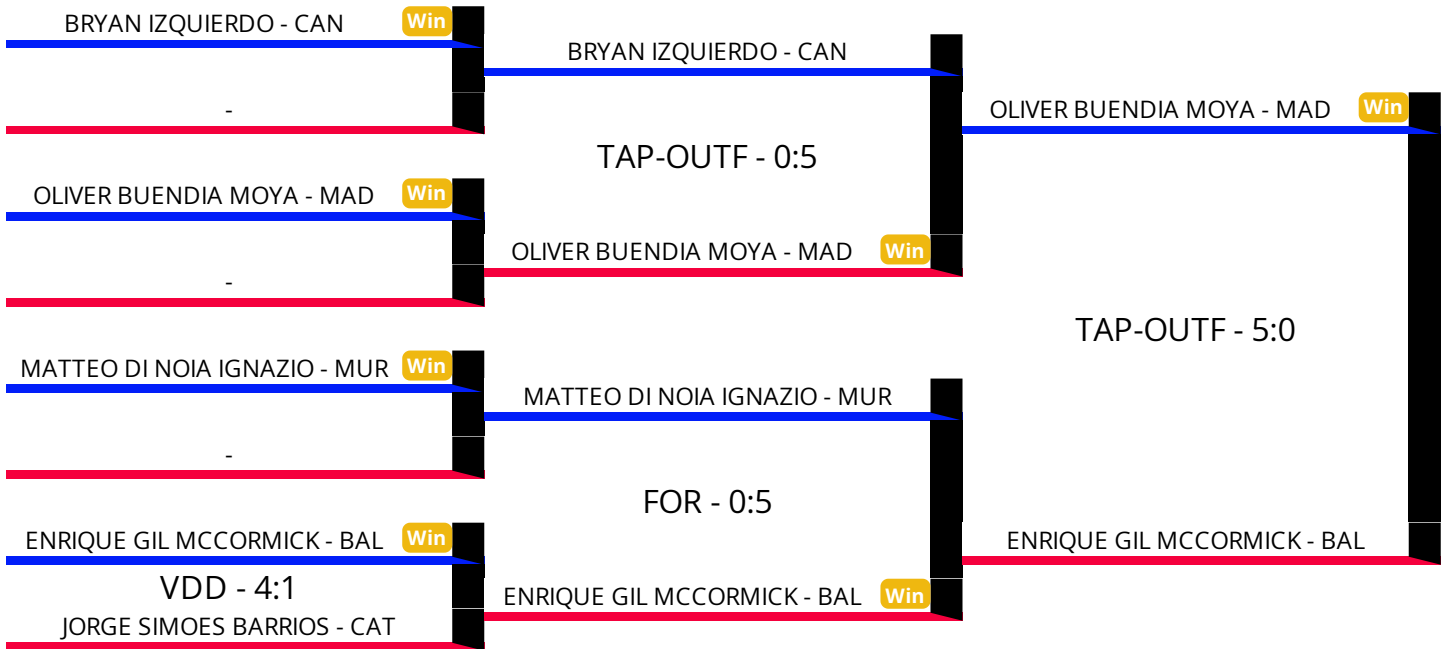 BRYAN IZQUIERDO - CAN Win
-
OLIVER BUENDIA MOYA - MAD Win
-
MATTEO DI NOIA IGNAZIO - MUR Win
-
ENRIQUE GIL MCCORMICK - BAL Win
VDD - 4:1
JORGE SIMOES BARRIOS - CAT
BRYAN IZQUIERDO - CAN
TAP-OUTF - 0:5
OLIVER BUENDIA MOYA - MAD Win
MATTEO DI NOIA IGNAZIO - MUR
FOR - 0:5
ENRIQUE GIL MCCORMICK - BAL Win
OLIVER BUENDIA MOYA - MAD Win
TAP-OUTF - 5:0
ENRIQUE GIL MCCORMICK - BAL